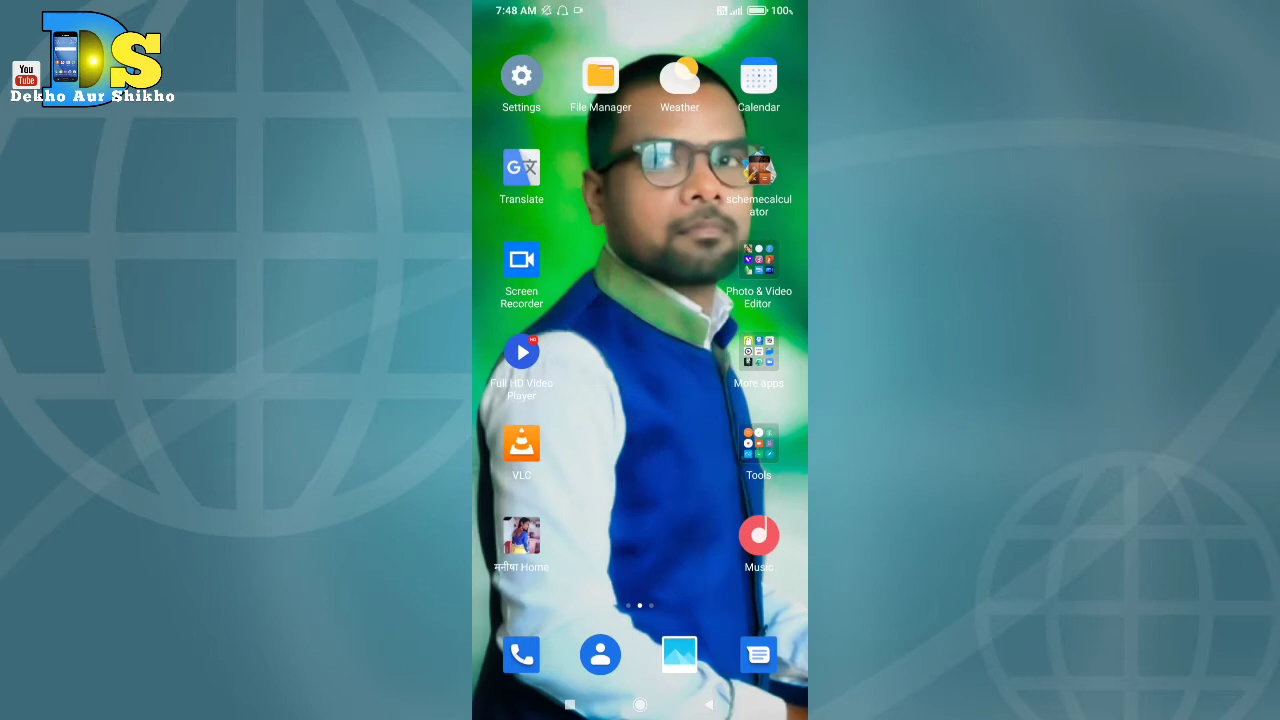 DS
You
Tube
Dekho Aur Shikho
7:48 AM
100%
Settings
File Manager
Weather
Calendar
Translate
schemecalcul
ator
Screen
Recorder
Photo & Video
Editor
Full HD Video
Player
More apps
VLC
Tools
मनीषा Home
Music